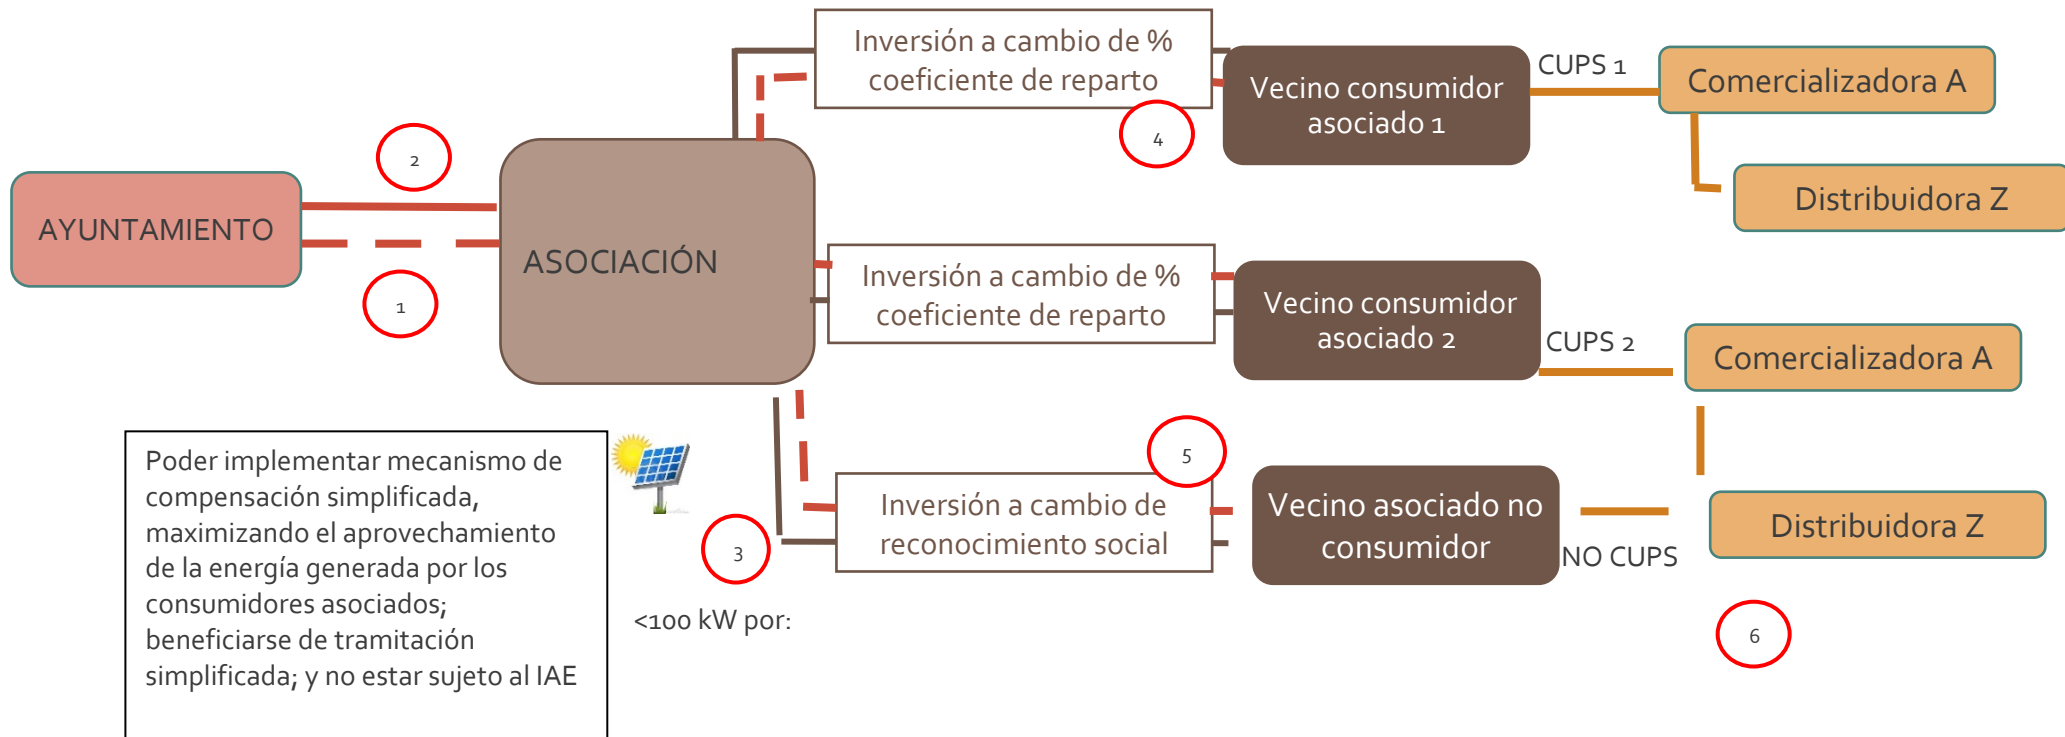 Inversión a cambio de %
coeficiente de reparto
Vecino consumidor
asociado 1
CUPS 1
Comercializadora A
Distribuidora Z
4
2
1
AYUNTAMIENTO
ASOCIACIÓN
Inversión a cambio de %
coeficiente de reparto
Vecino consumidor
asociado 2
CUPS 2
Comercializadora A
Distribuidora Z
Poder implementar mecanismo de
compensación simplificada,
maximizando el aprovechamiento
de la energía generada por los
consumidores asociados;
beneficiarse de tramitación
simplificada; y no estar sujeto al IAE
3
<100 kW por:
5
Inversión a cambio de
reconocimiento social
Vecino asociado no
consumidor
NO CUPS
6